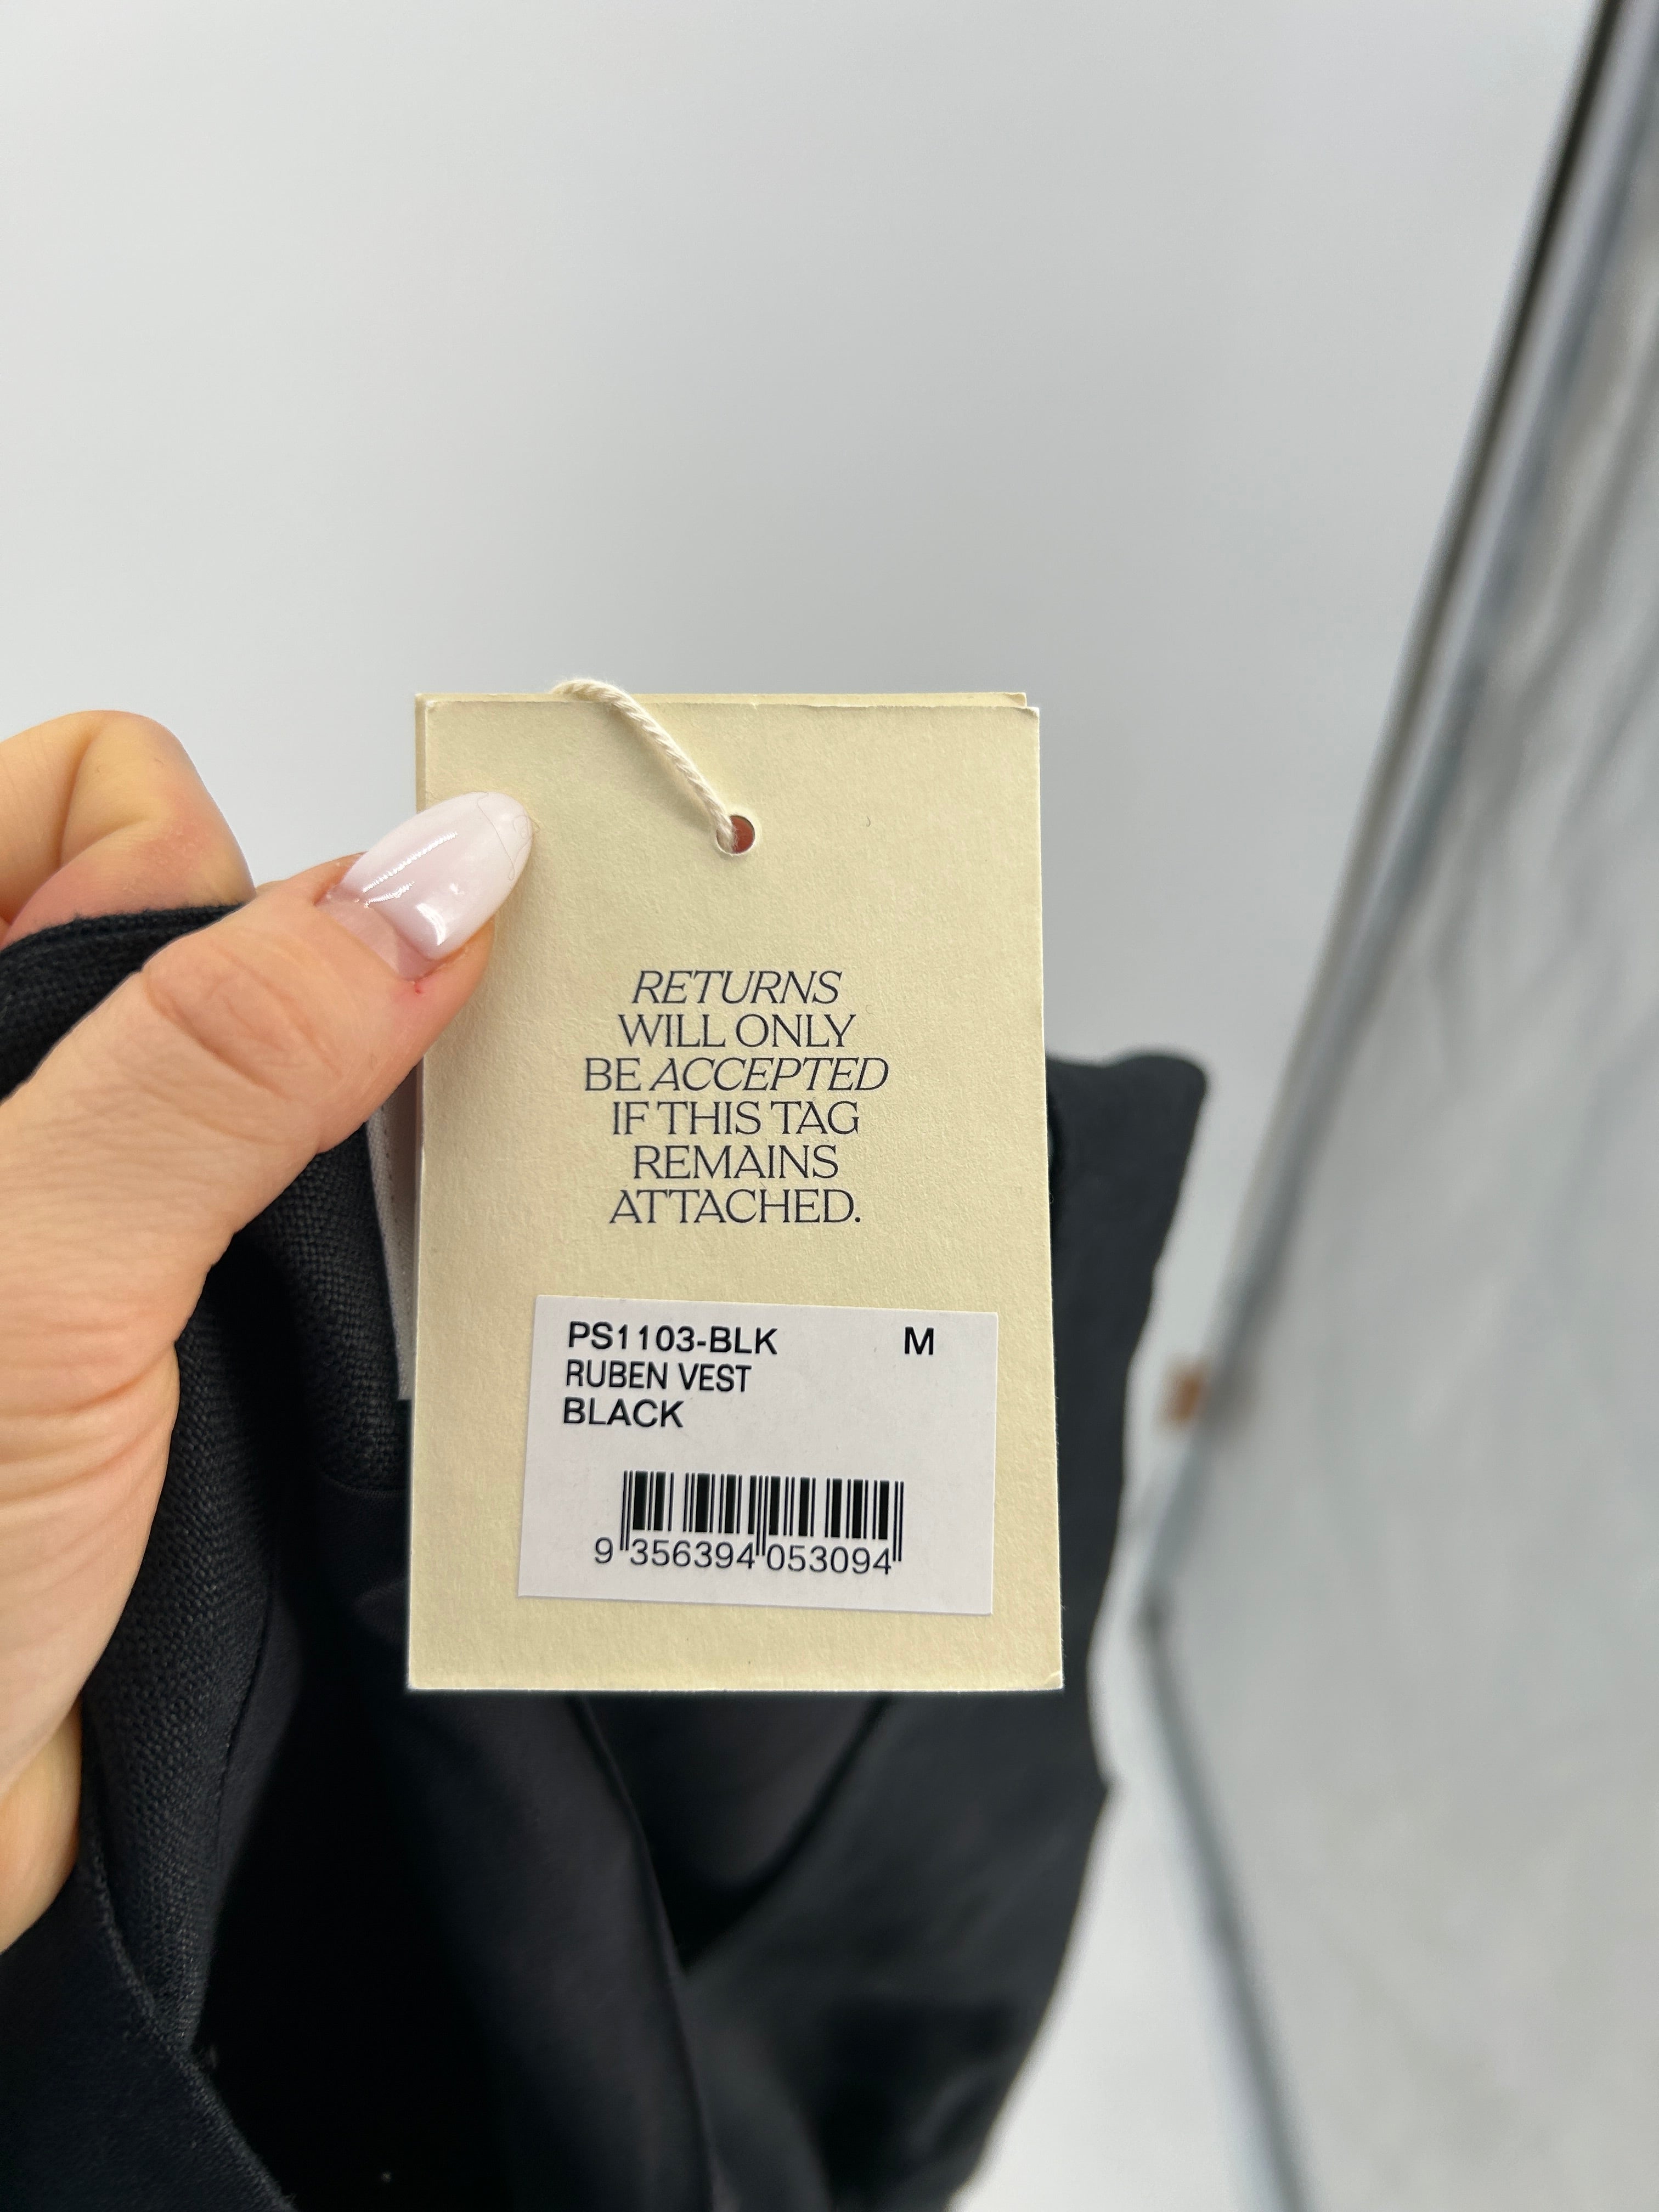 RETURNS
WILL ONLY
BE ACCEPTED
IF THIS TAG
REMAINS
ATTACHED.
PS1103-BLK M
RUBEN VEST
BLACK
9 356394 053094